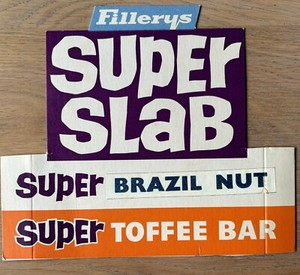 Fillerys
SUPER
SLAB
SUPER BRAZIL NUT
SUPER TOFFEE BAR